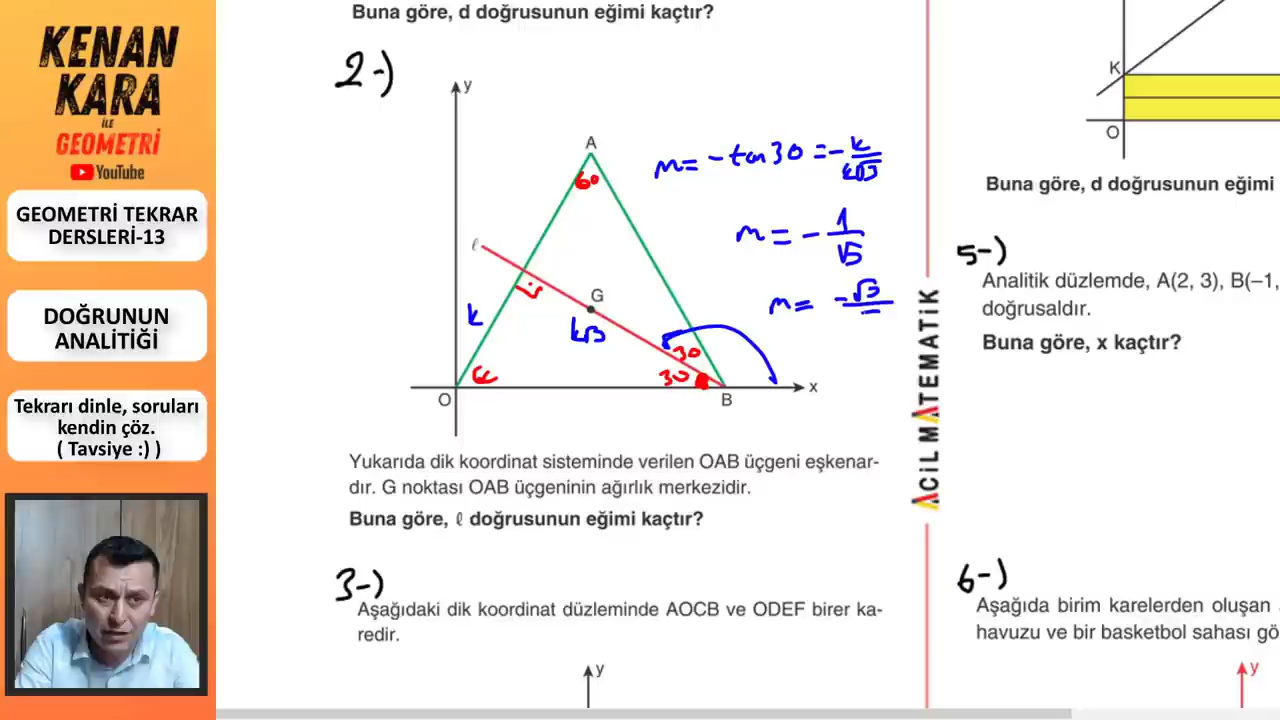 KENAN
KARA
İLE
GEOMETRİ
YouTube
GEOMETRİ TEKRAR
DERSLERİ-13
DOĞRUNUN
ANALİTİĞİ
Tekrarı dinle, soruları
kendin çöz.
( Tavsiye :) )
Buna göre, d doğrusunun eğimi kaçtır?
2-)
y
A
60
m = -tan30 = -k/k√3
ℓ
G
k
k√3
m = -
m = -√3
30
30
O
B
x
Yukarıda dik koordinat sisteminde verilen OAB üçgeni eşkenar-
dır. G noktası OAB üçgeninin ağırlık merkezidir.
Buna göre, ℓ doğrusunun eğimi kaçtır?
3-)
Aşağıdaki dik koordinat düzleminde AOCB ve ODEF birer ka-
redir.
y
ACİLMATEMATİK
K
O
Buna göre, d doğrusunun eğimi
5-)
Analitik düzlemde, A(2, 3), B(–1,
doğrusaldır.
Buna göre, x kaçtır?
6-)
Aşağıda birim karelerden oluşan
havuzu ve bir basketbol sahası gö
y